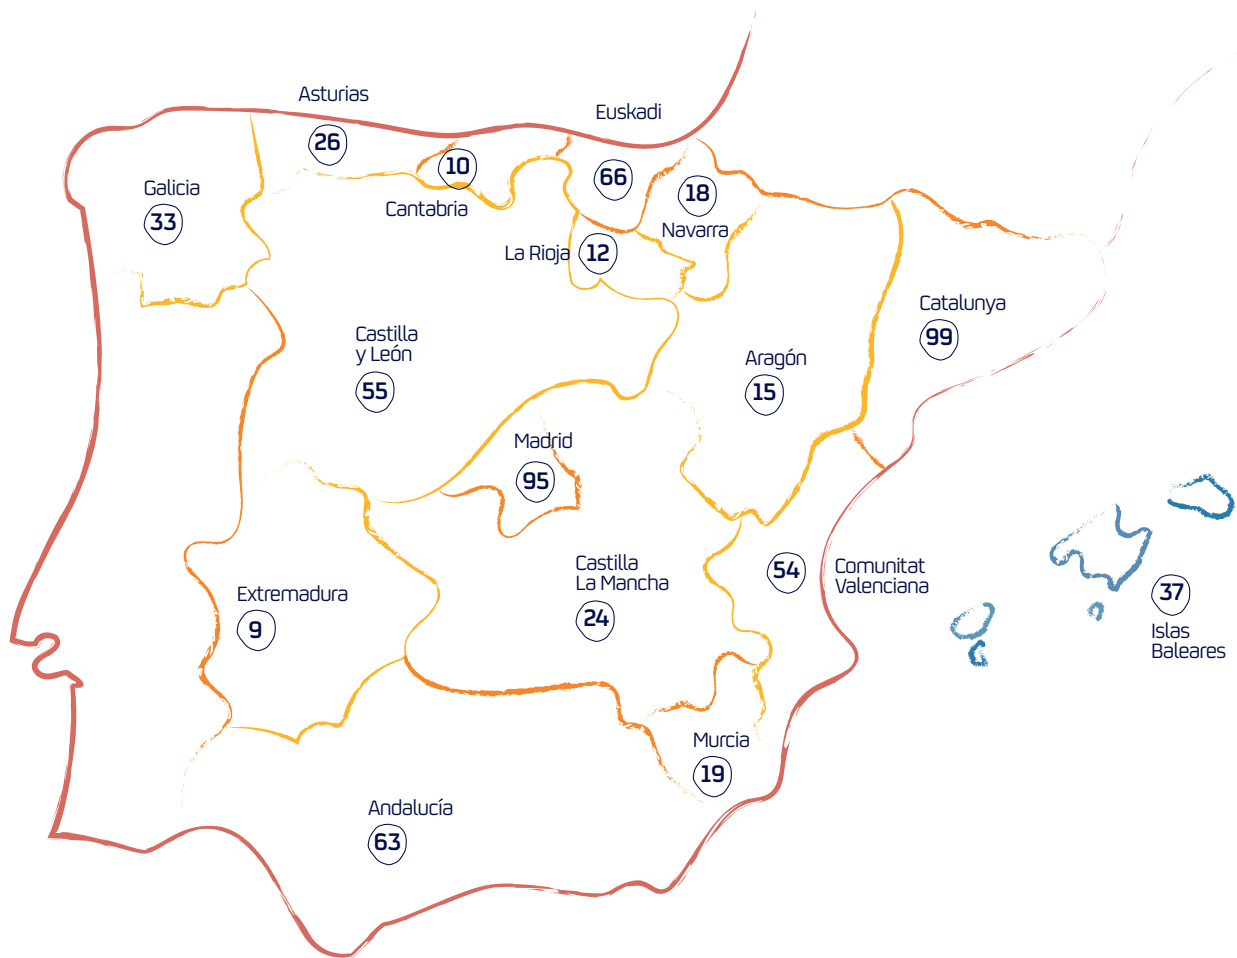 Asturias
26
Euskadi
66
10
Cantabria
Galicia
33
18
Navarra
La Rioja
12
Catalunya
99
Castilla
y León
55
Aragón
15
Madrid
95
Castilla
La Mancha
24
54
Comunitat
Valenciana
37
Islas
Baleares
Extremadura
9
Murcia
19
Andalucía
63